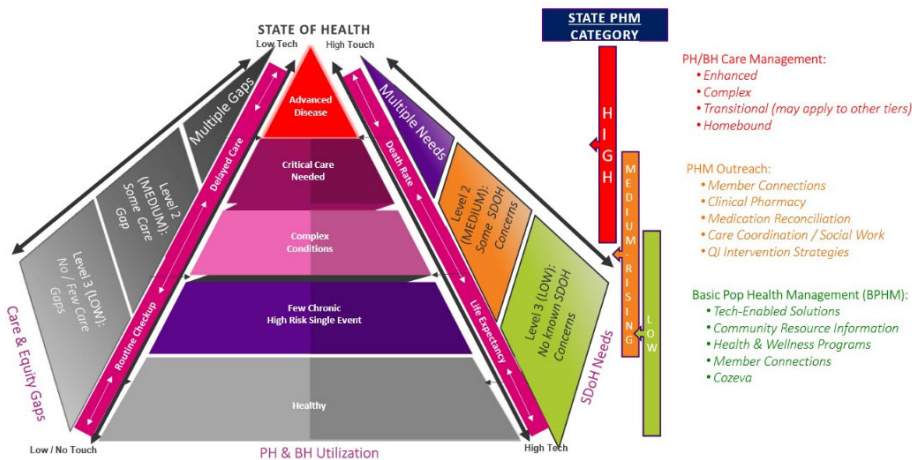 STATE OF HEALTH
Low Tech
High Touch
Multiple Gaps
Level 2
(MEDIUM):
Some Care
Gap
Level 3 (LOW):
No / Few Care
Gaps
Care & Equity Gaps
Delayed Care
Routine Checkup
Low / No Touch
Advanced
Disease
Critical Care
Needed
Complex
Conditions
Few Chronic
High Risk Single Event
Healthy
PH & BH Utilization
Death Rate
Life Expectancy
High Tech
Multiple Needs
Level 2
(MEDIUM):
Some SDOH
Concerns
Level 3 (LOW):
No known SDOH
Concerns
SDoH Needs
STATE PHM
CATEGORY
HIGH
MEDIUM-RISING
LOW
PH/BH Care Management:
• Enhanced
• Complex
• Transitional (may apply to other tiers)
• Homebound
PHM Outreach:
• Member Connections
• Clinical Pharmacy
• Medication Reconciliation
• Care Coordination / Social Work
• QI Intervention Strategies
Basic Pop Health Management (BPHM):
• Tech-Enabled Solutions
• Community Resource Information
• Health & Wellness Programs
• Member Connections
• Cozeva